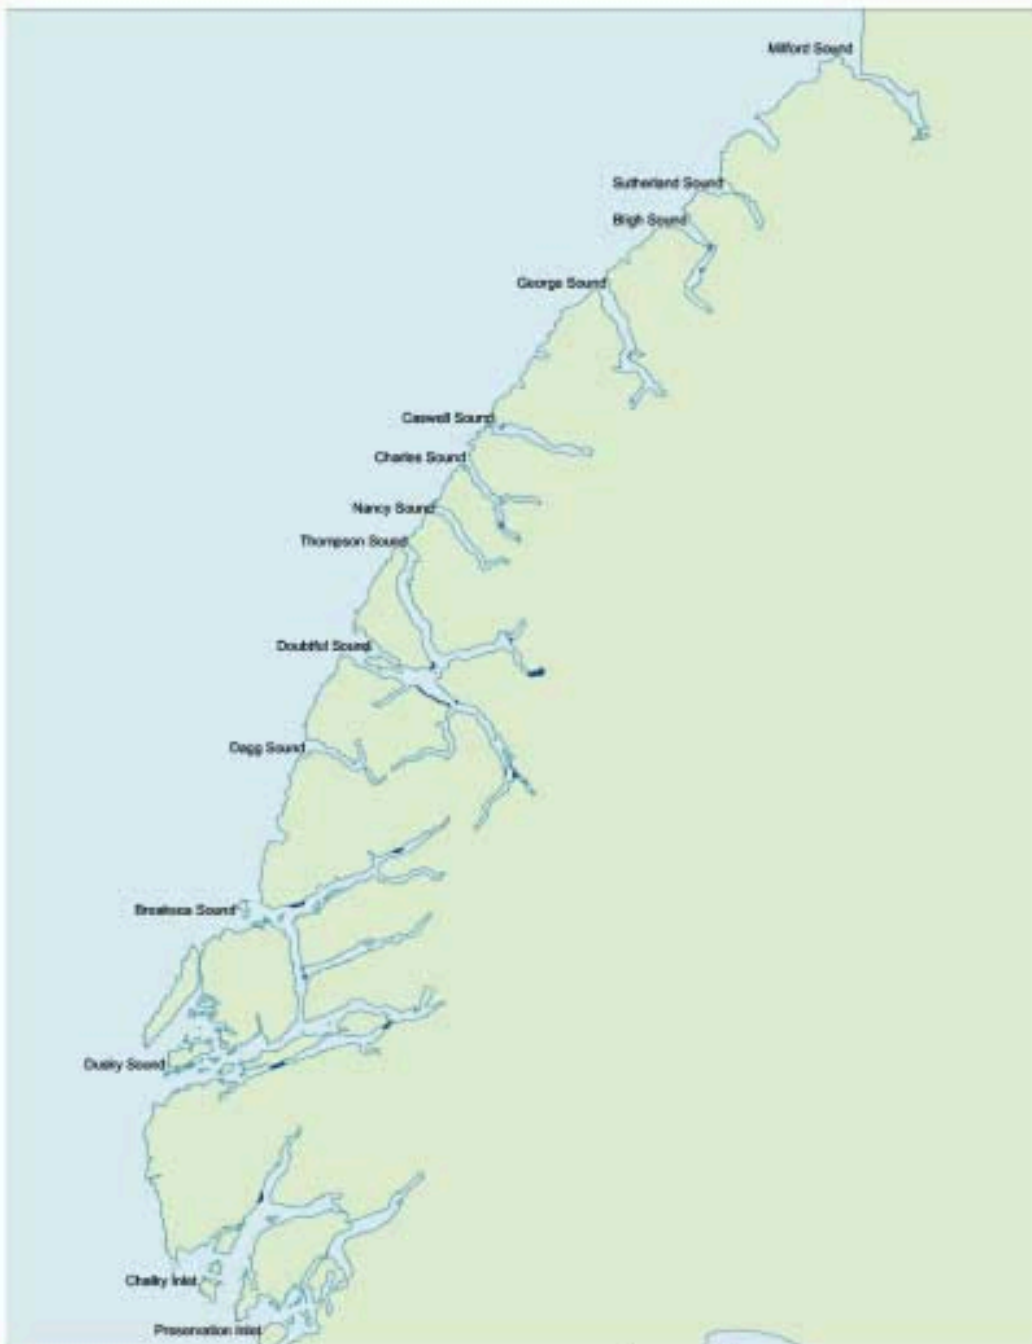 Milford Sound
Sutherland Sound
Bligh Sound
George Sound
Caswell Sound
Charles Sound
Nancy Sound
Thompson Sound
Doubtful Sound
Dagg Sound
Breaksea Sound
Dusky Sound
Chalky Inlet
Preservation Inlet